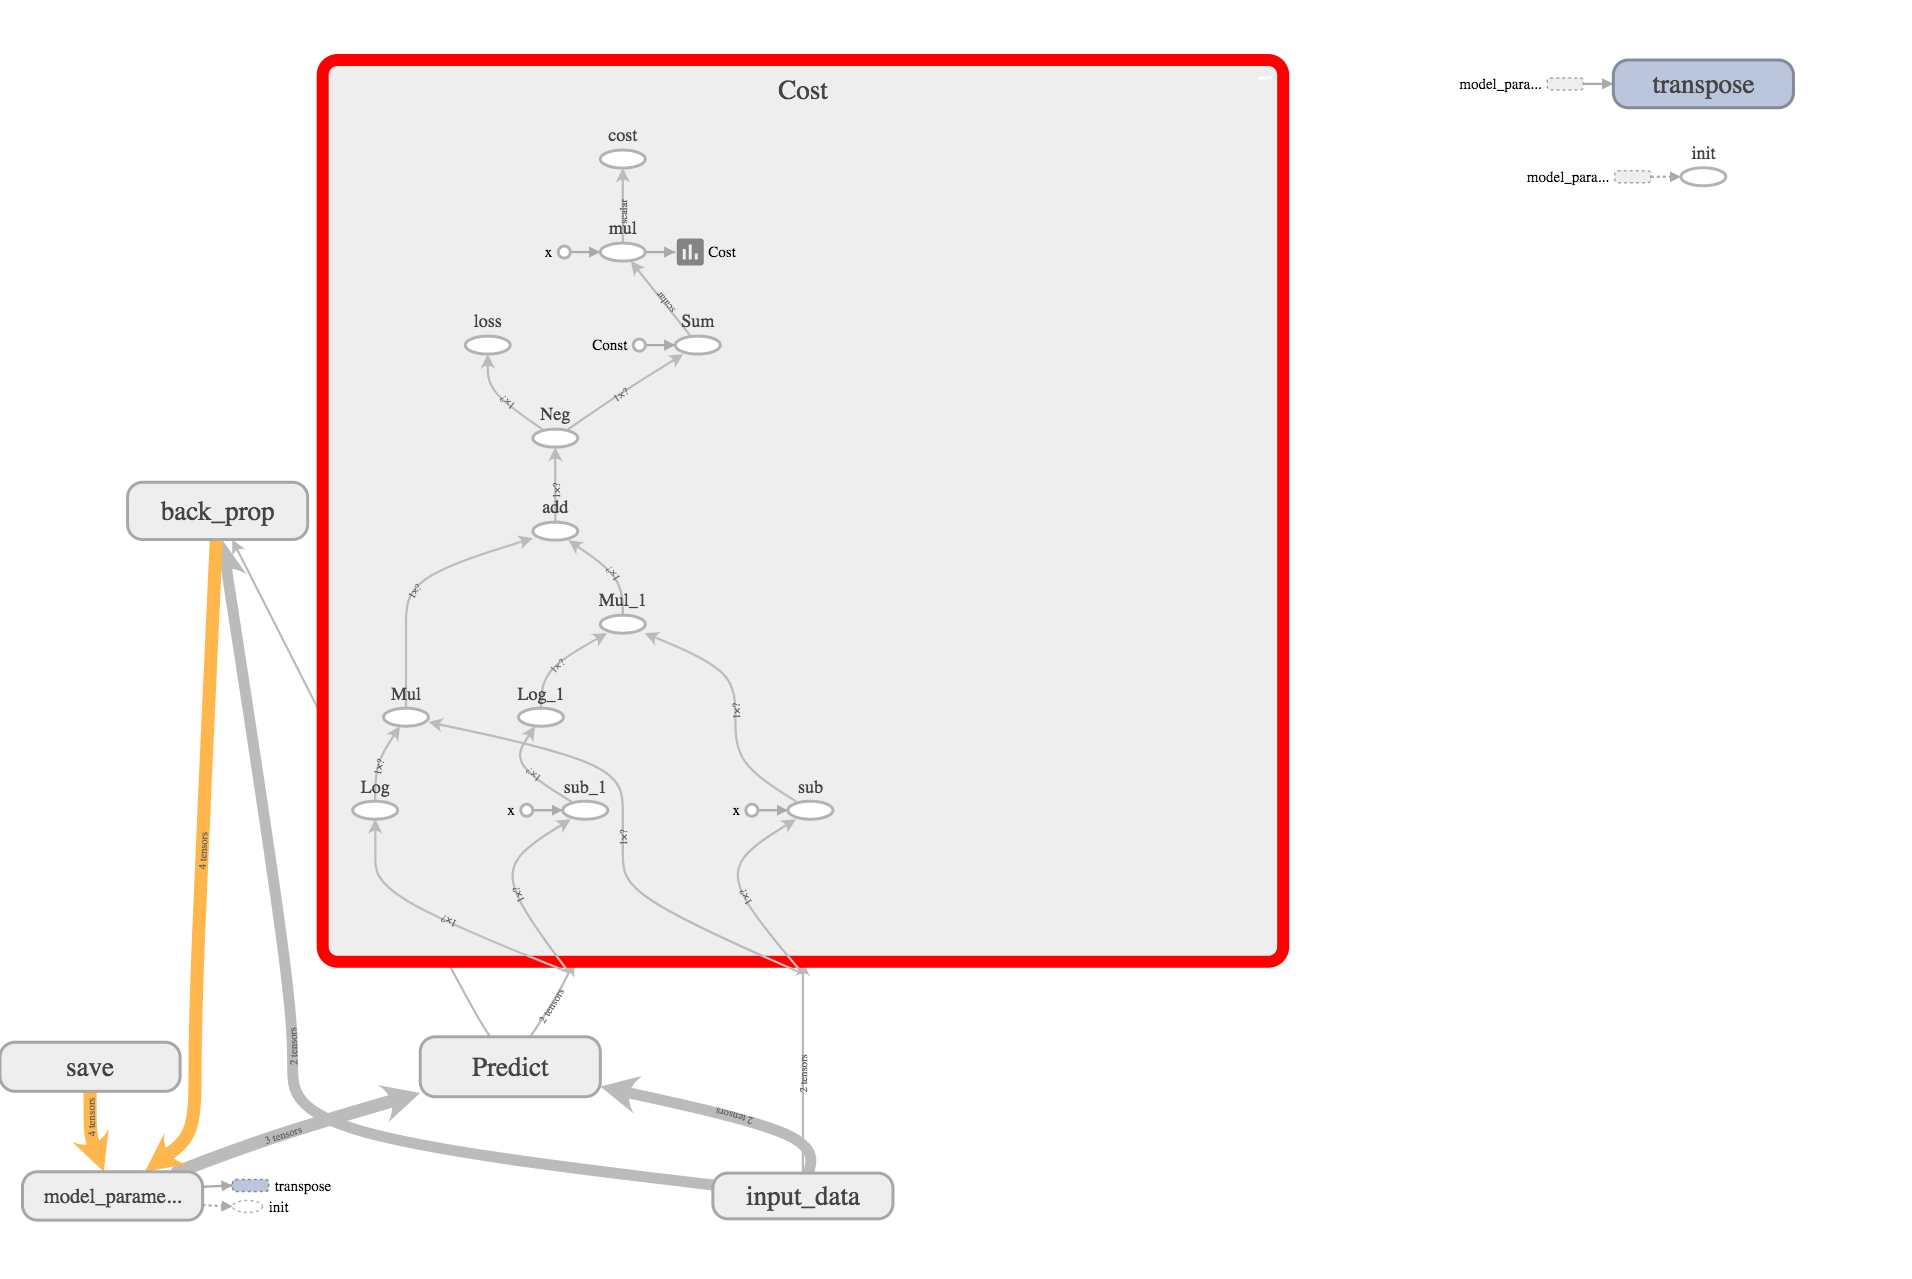 Cost
model_para...
transpose
cost
init
model_para...
scalar
mul
x
Cost
scalar
loss
Sum
Const
1×?
1×?
Neg
1×?
back_prop
add
1×?
1×?
Mul_1
1×?
Mul
Log_1
1×?
1×?
1×?
Log
sub_1
sub
x
x
1×?
4 tensors
1×?
1×?
1×?
2 tensors
2 tensors
save
Predict
2 tensors
4 tensors
2 tensors
3 tensors
model_parame...
transpose
init
input_data